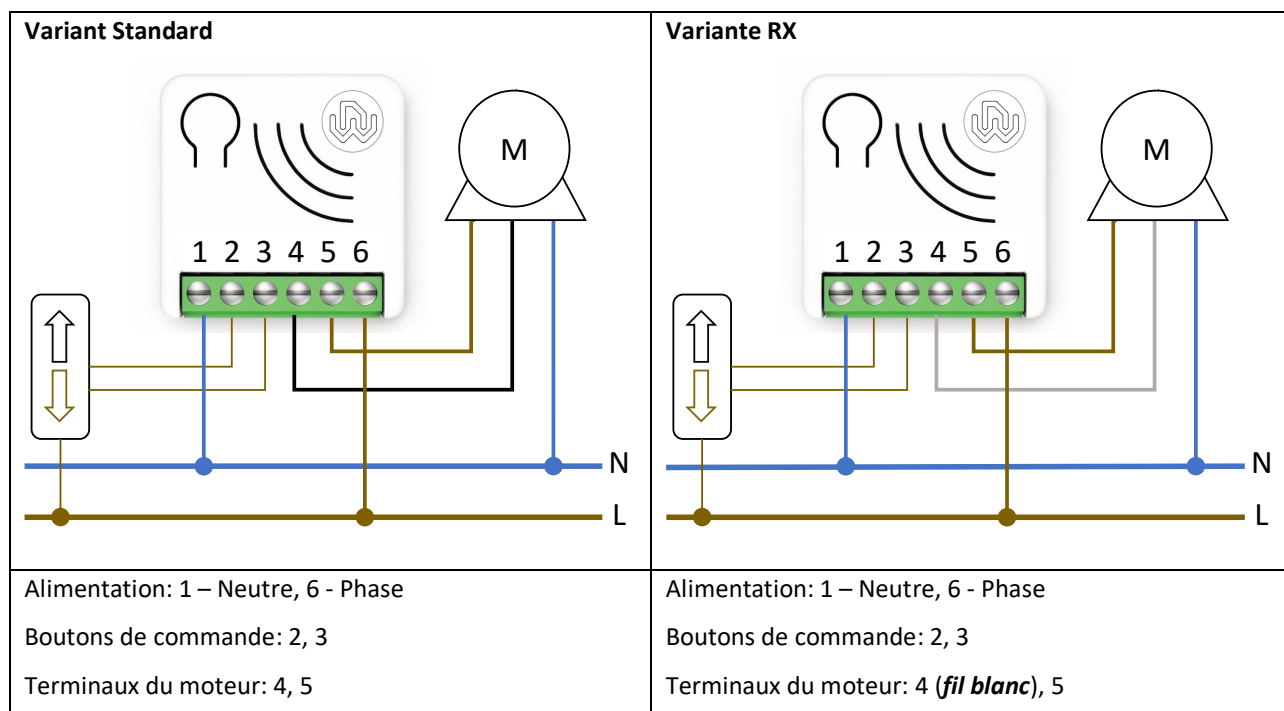 Variant Standard
M
1 2 3 4 5 6
N
L
Alimentation: 1 – Neutre, 6 - Phase
Boutons de commande: 2, 3
Terminaux du moteur: 4, 5
Variante RX
M
1 2 3 4 5 6
N
L
Alimentation: 1 – Neutre, 6 - Phase
Boutons de commande: 2, 3
Terminaux du moteur: 4 (fil blanc), 5